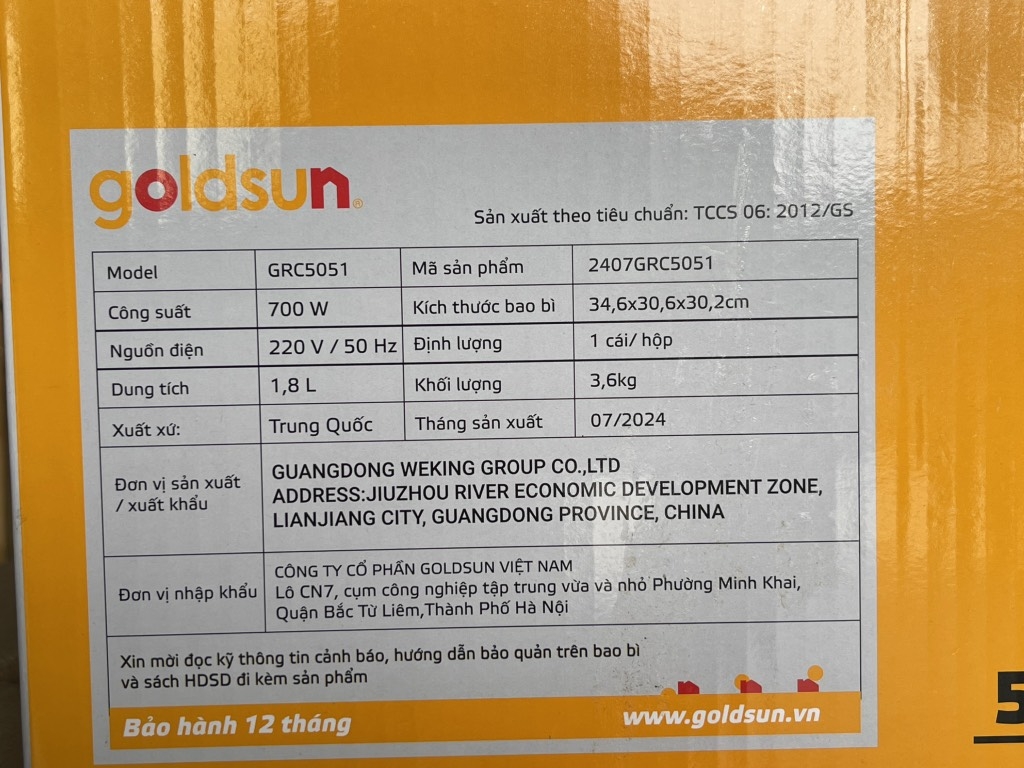 goldsun®
Sản xuất theo tiêu chuẩn: TCCS 06: 2012/GS
Model GRC5051 Mã sản phẩm 2407GRC5051
Công suất 700 W Kích thước bao bì 34,6x30,6x30,2cm
Nguồn điện 220 V / 50 Hz Định lượng 1 cái/ hộp
Dung tích 1,8 L Khối lượng 3,6kg
Xuất xứ: Trung Quốc Tháng sản xuất 07/2024
Đơn vị sản xuất
/ xuất khẩu
GUANGDONG WEKING GROUP CO.,LTD
ADDRESS:JIUZHOU RIVER ECONOMIC DEVELOPMENT ZONE,
LIANJIANG CITY, GUANGDONG PROVINCE, CHINA
Đơn vị nhập khẩu
CÔNG TY CỔ PHẦN GOLDSUN VIỆT NAM
Lô CN7, cụm công nghiệp tập trung vừa và nhỏ Phường Minh Khai,
Quận Bắc Từ Liêm,Thành Phố Hà Nội
Xin mời đọc kỹ thông tin cảnh báo, hướng dẫn bảo quản trên bao bì
và sách HDSD đi kèm sản phẩm
Bảo hành 12 tháng
www.goldsun.vn
5